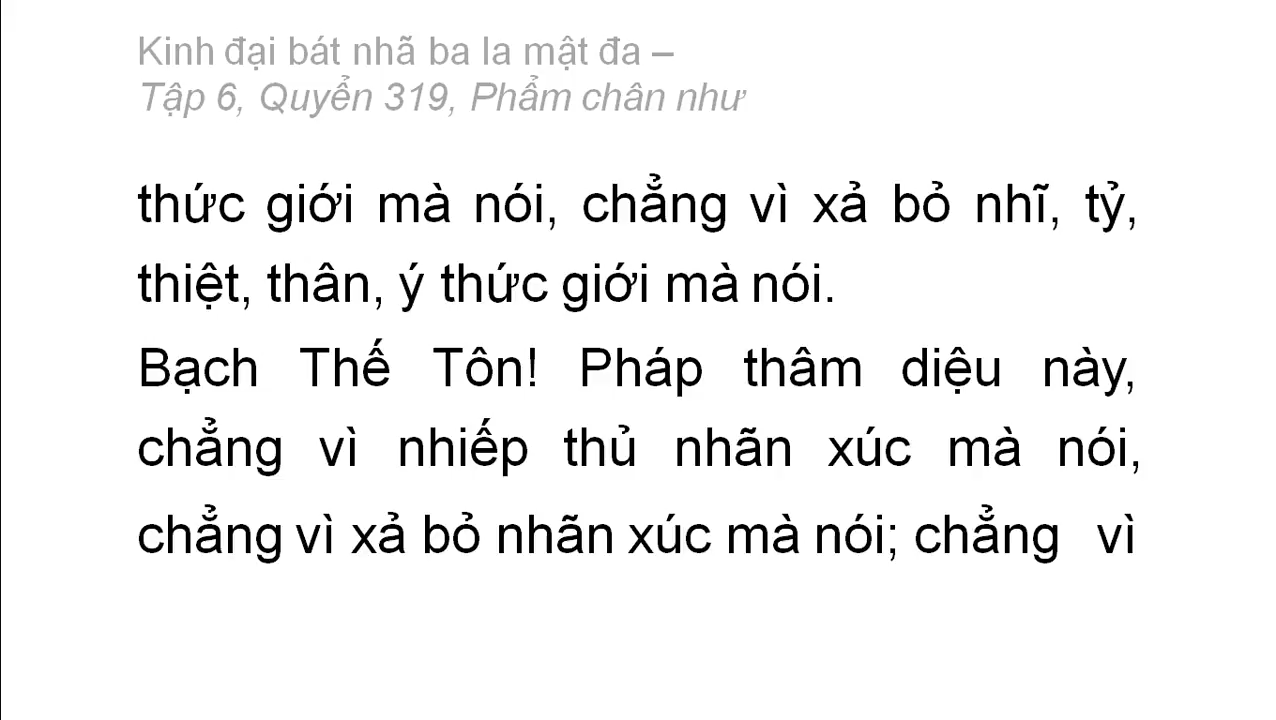 Kinh đại bát nhã ba la mật đa –
Tập 6, Quyển 319, Phẩm chân như
thức giới mà nói, chẳng vì xả bỏ nhĩ, tỷ,
thiệt, thân, ý thức giới mà nói.
Bạch Thế Tôn! Pháp thâm diệu này,
chẳng vì nhiếp thủ nhãn xúc mà nói,
chẳng vì xả bỏ nhãn xúc mà nói; chẳng vì